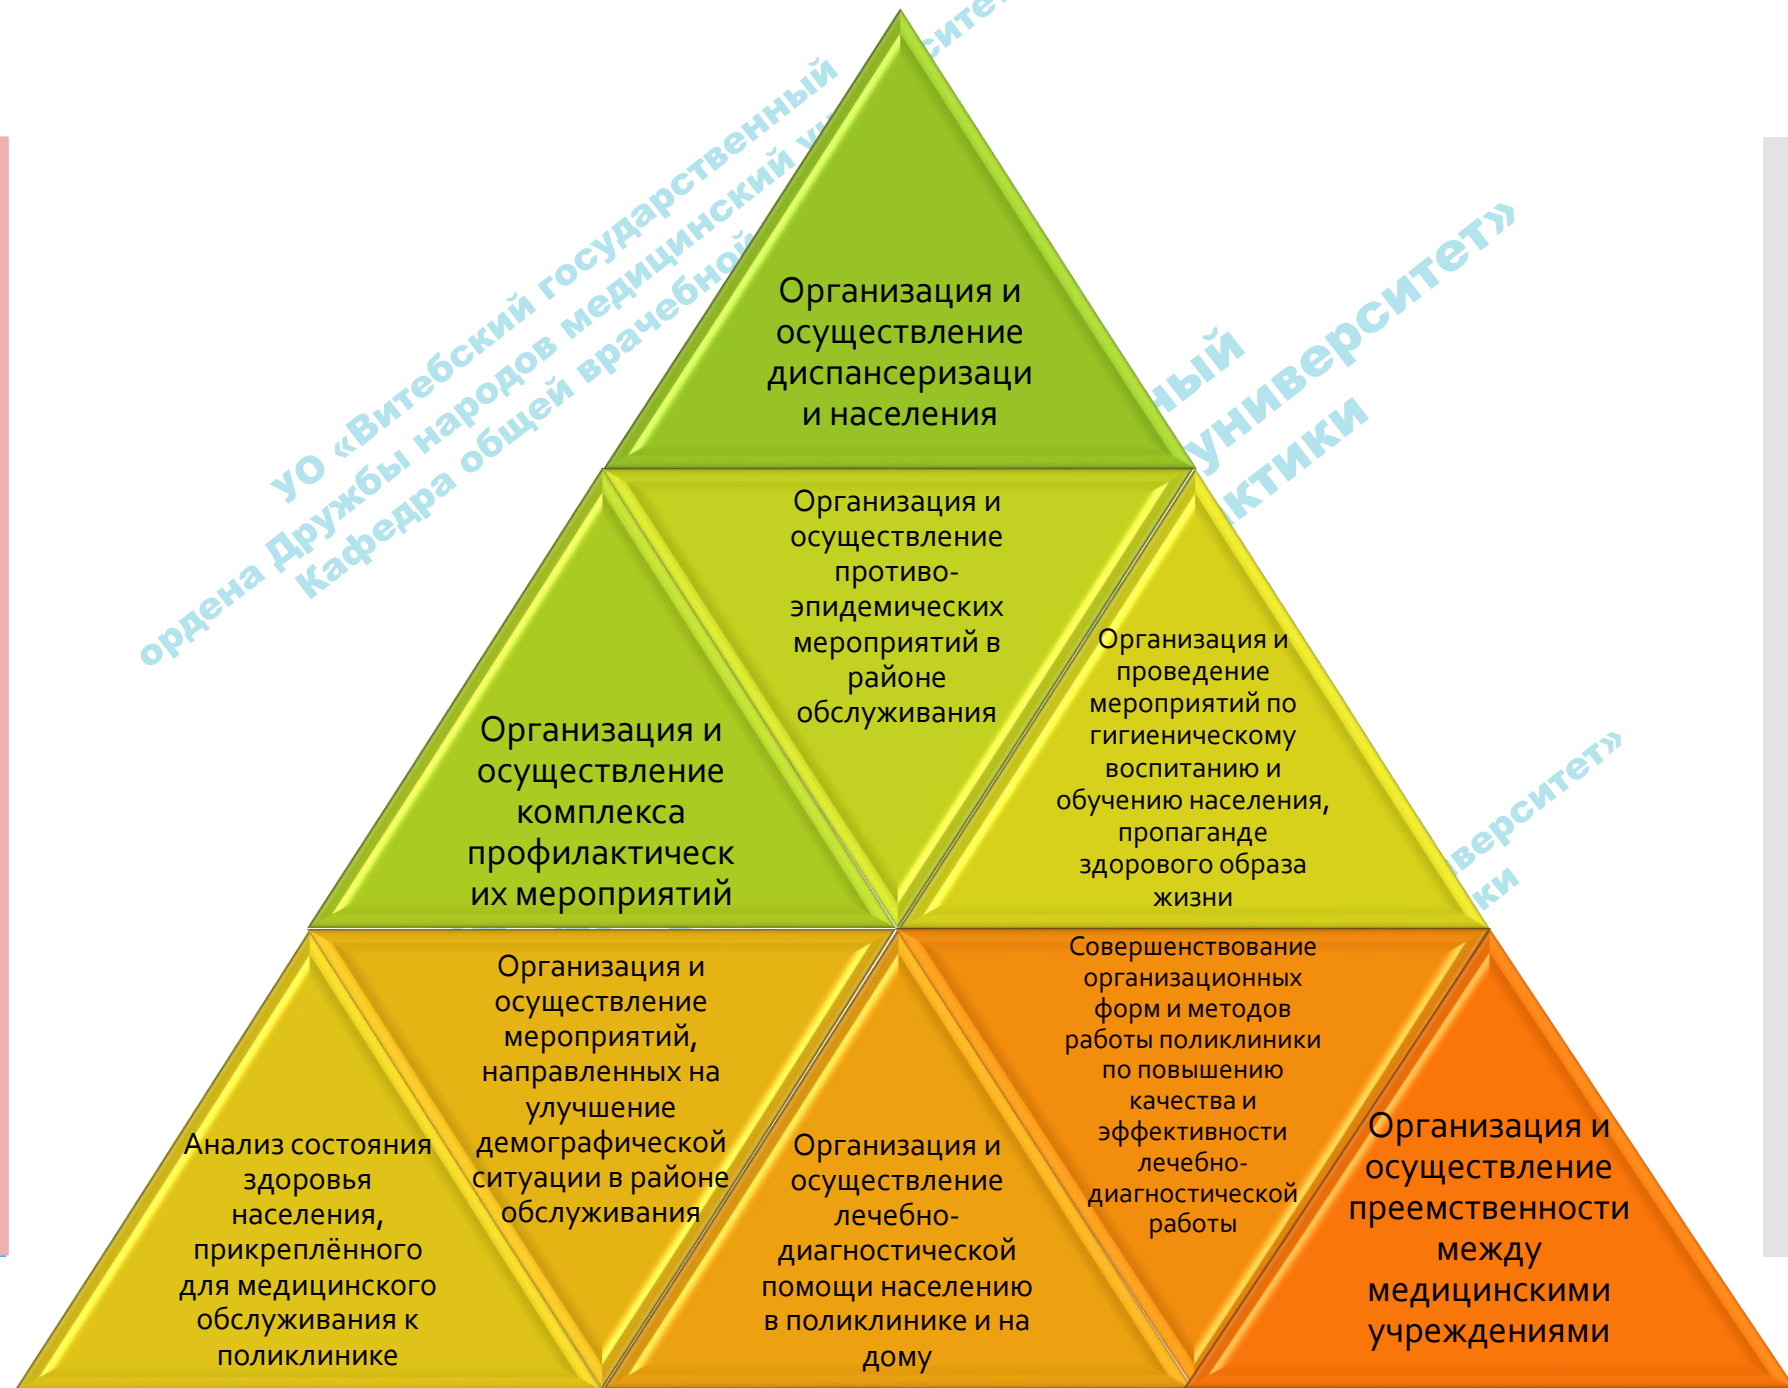 УО «Витебский государственный
ордена Дружбы народов медицинский
Кафедра общей врачебной
университет»
Организация и
осуществление
диспансеризаци
и населения
Организация и
осуществление
комплекса
профилактическ
их мероприятий
Организация и
осуществление
противо-
эпидемических
мероприятий в
районе
обслуживания
Организация и
проведение
мероприятий по
гигиеническому
воспитанию и
обучению населения,
пропаганде
здорового образа
жизни
Анализ состояния
здоровья
населения,
прикреплённого
для медицинского
обслуживания к
поликлинике
Организация и
осуществление
мероприятий,
направленных на
улучшение
демографической
ситуации в районе
обслуживания
Организация и
осуществление
лечебно-
диагностической
помощи населению
в поликлинике и на
дому
Совершенствование
организационных
форм и методов
работы поликлиники
по повышению
качества и
эффективности
лечебно-
диагностической
работы
Организация и
осуществление
преемственности
между
медицинскими
учреждениями